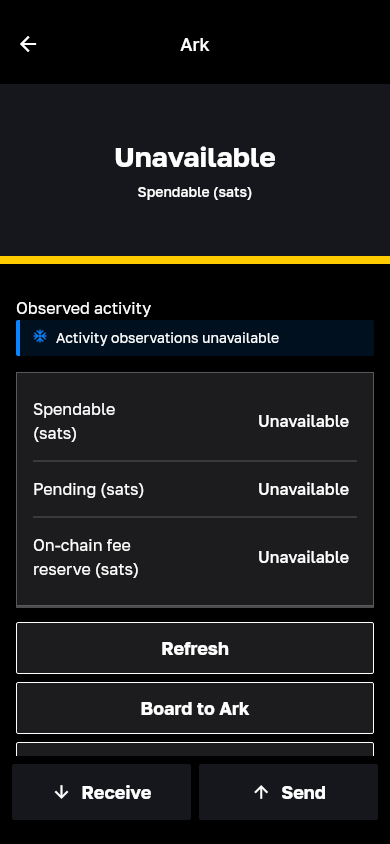 Ark
Unavailable
Spendable (sats)
Observed activity
Activity observations unavailable
Spendable
(sats)
Unavailable
Pending (sats)
Unavailable
On-chain fee
reserve (sats)
Unavailable
Refresh
Board to Ark
Receive
Send